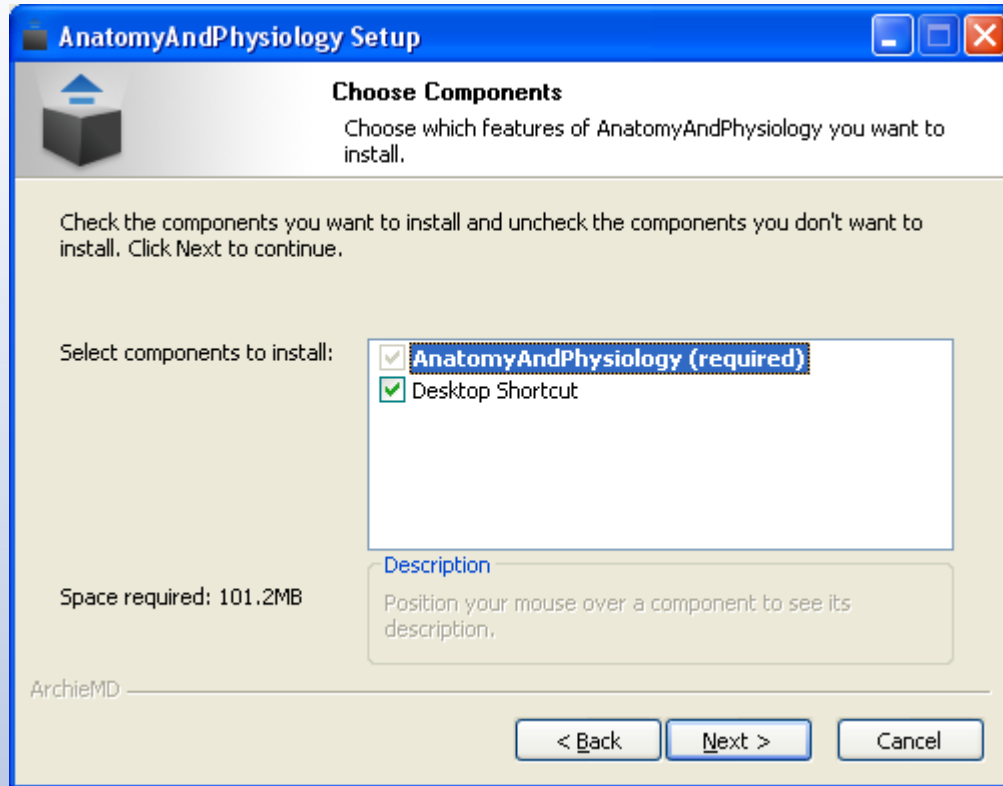 AnatomyAndPhysiology Setup
Choose Components
Choose which features of AnatomyAndPhysiology you want to
install.
Check the components you want to install and uncheck the components you don't want to
install. Click Next to continue.
Select components to install:
AnatomyAndPhysiology (required)
Desktop Shortcut
Space required: 101.2MB
Description
Position your mouse over a component to see its
description.
ArchieMD
< Back
Next >
Cancel